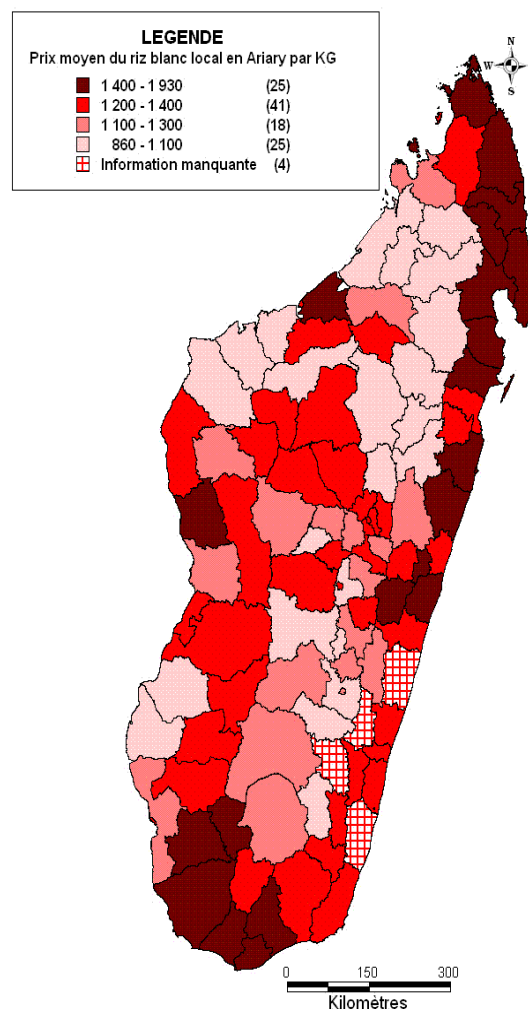 LEGENDE
Prix moyen du riz blanc local en Ariary par KG
1 400 - 1 930 (25)
1 200 - 1 400 (41)
1 100 - 1 300 (18)
860 - 1 100 (25)
Information manquante (4)
N
W
S
0 150 300
Kilomètres